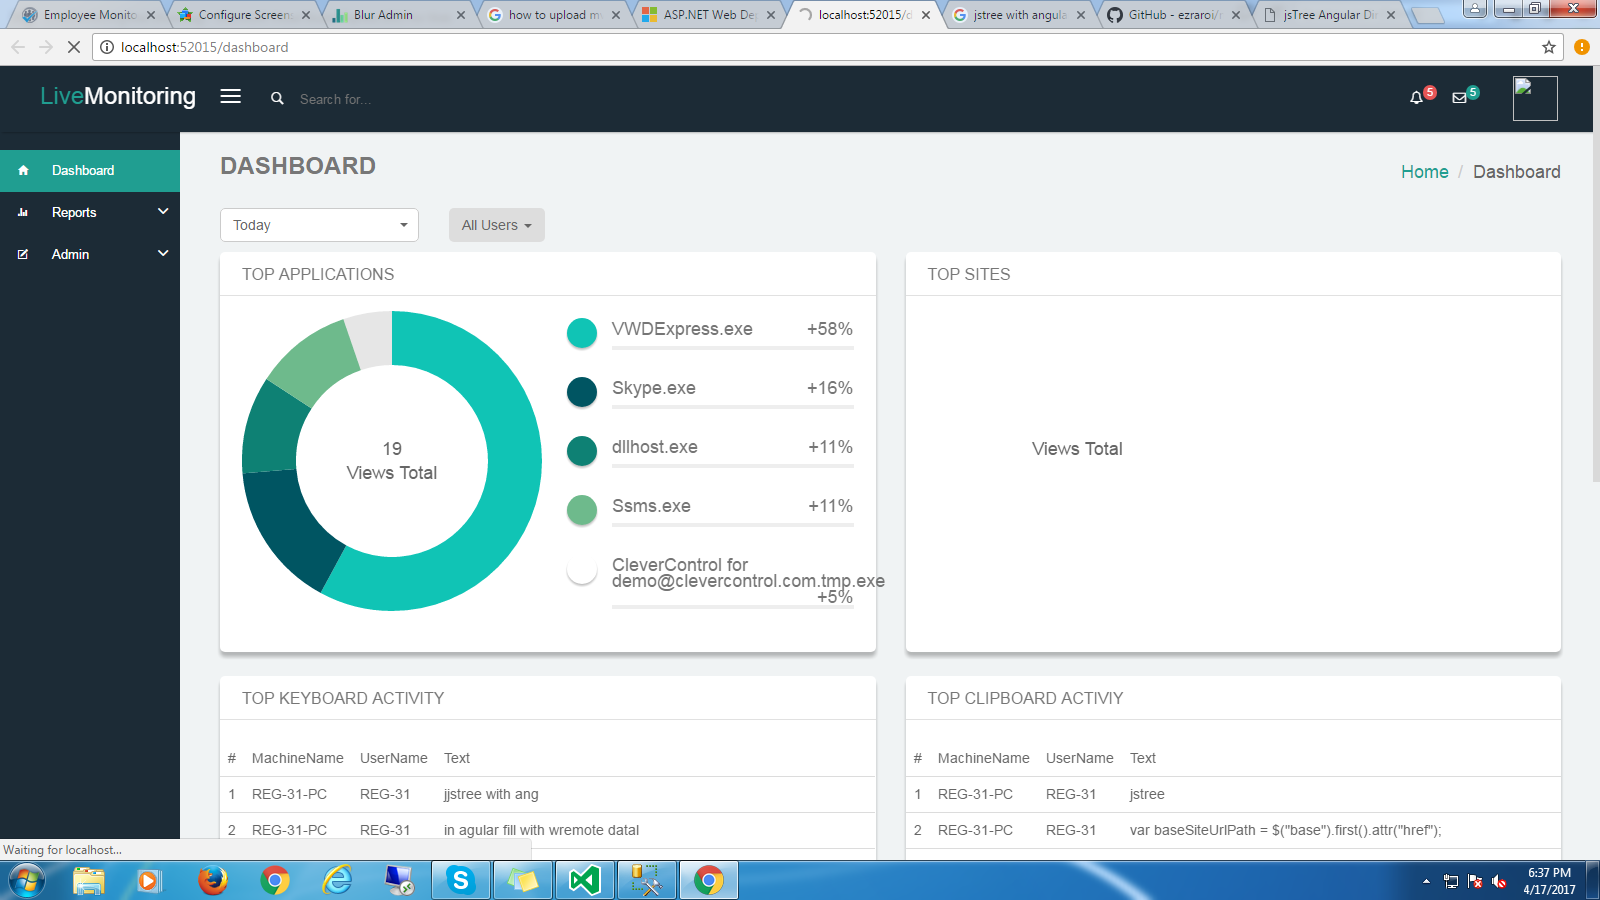 Employee Monito
Configure Screens
Blur Admin
how to upload m
ASP.NET Web De
localhost:52015/d
jstree with angula
GitHub - ezraroi/n
jsTree Angular Di
localhost:52015/dashboard
LiveMonitoring
Search for...
5
5
Dashboard
Reports
Admin
DASHBOARD
Home / Dashboard
Today
All Users
TOP APPLICATIONS
19
Views Total
VWDExpress.exe +58%
Skype.exe +16%
dllhost.exe +11%
Ssms.exe +11%
CleverControl for
demo@clevercontrol.com.tmp.exe
+5%
TOP SITES
Views Total
TOP KEYBOARD ACTIVITY
# MachineName UserName Text
1 REG-31-PC REG-31 jjstree with ang
2 REG-31-PC REG-31 in agular fill with wremote datal
TOP CLIPBOARD ACTIVIY
# MachineName UserName Text
1 REG-31-PC REG-31 jstree
2 REG-31-PC REG-31 var baseSiteUrlPath = $("base").first().attr("href");
Waiting for localhost...
6:37 PM
4/17/2017